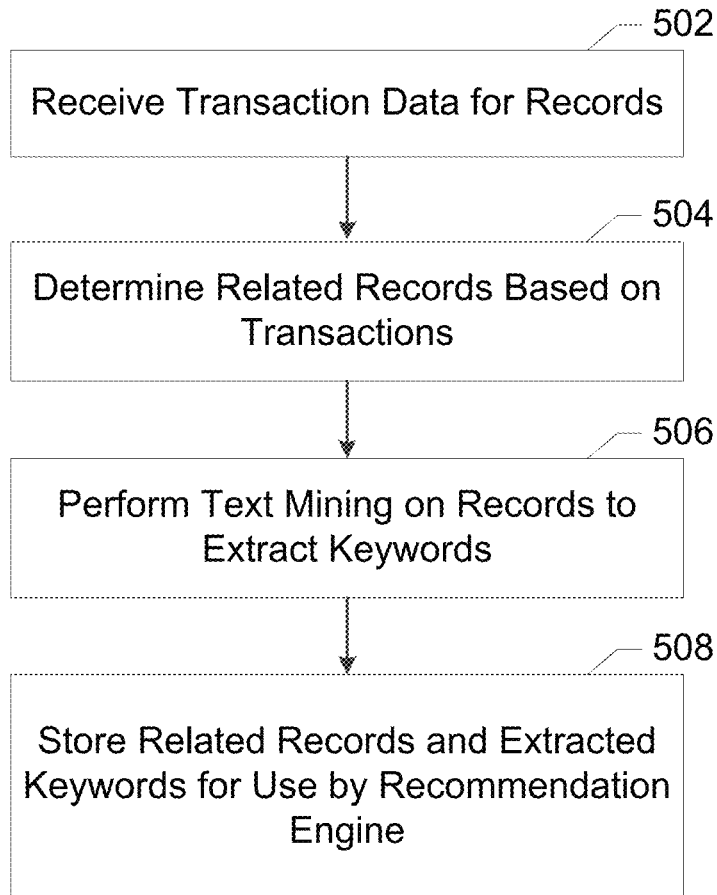 502
Receive Transaction Data for Records
504
Determine Related Records Based on
Transactions
506
Perform Text Mining on Records to
Extract Keywords
508
Store Related Records and Extracted
Keywords for Use by Recommendation
Engine